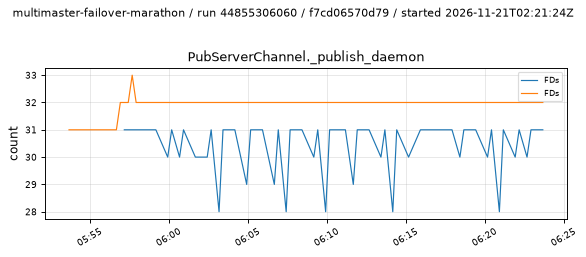 multimaster-failover-marathon / run 44855306060 / f7cd06570d79 / started 2026-11-21T02:21:24Z
PubServerChannel._publish_daemon
FDs
FDs
count
33
32
31
30
29
28
05:55
06:00
06:05
06:10
06:15
06:20
06:25